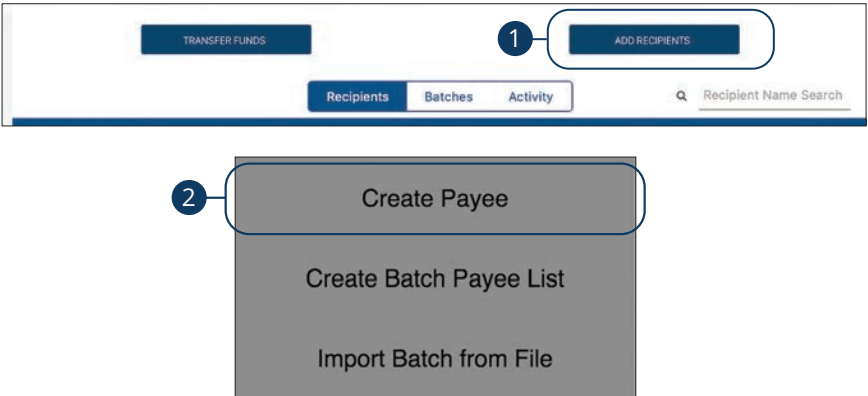 TRANSFER FUNDS 1 ADD RECIPIENTS
Recipients Batches Activity Recipient Name Search
2 Create Payee
Create Batch Payee List
Import Batch from File